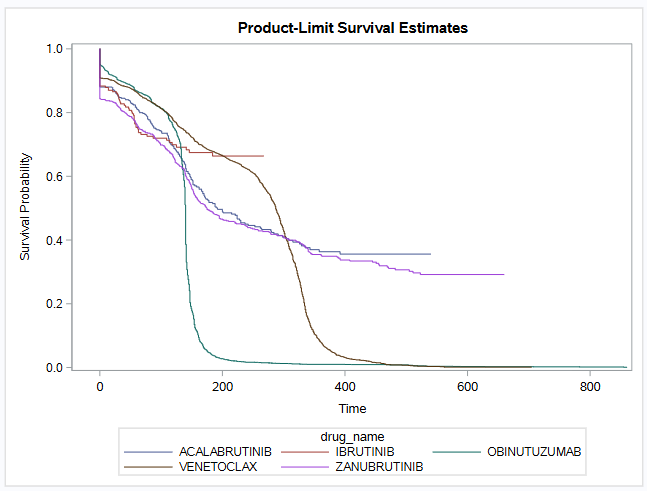 Product-Limit Survival Estimates
1.0
0.8
0.6
0.4
0.2
0.0
Survival Probability
0 200 400 600 800
Time
drug_name
ACALABRUTINIB IBRUTINIB OBINUTUZUMAB
VENETOCLAX ZANUBRUTINIB